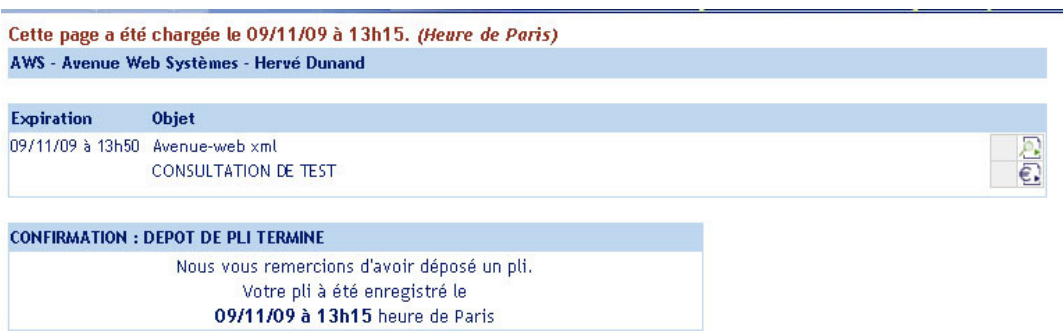 Cette page a été chargée le 09/11/09 à 13h15. (Heure de Paris)
AWS - Avenue Web Systèmes - Hervé Dunand
Expiration Objet
09/11/09 à 13h50 Avenue-web xml
CONSULTATION DE TEST
CONFIRMATION : DEPOT DE PLI TERMINE
Nous vous remercions d'avoir déposé un pli.
Votre pli à été enregistré le
09/11/09 à 13h15 heure de Paris